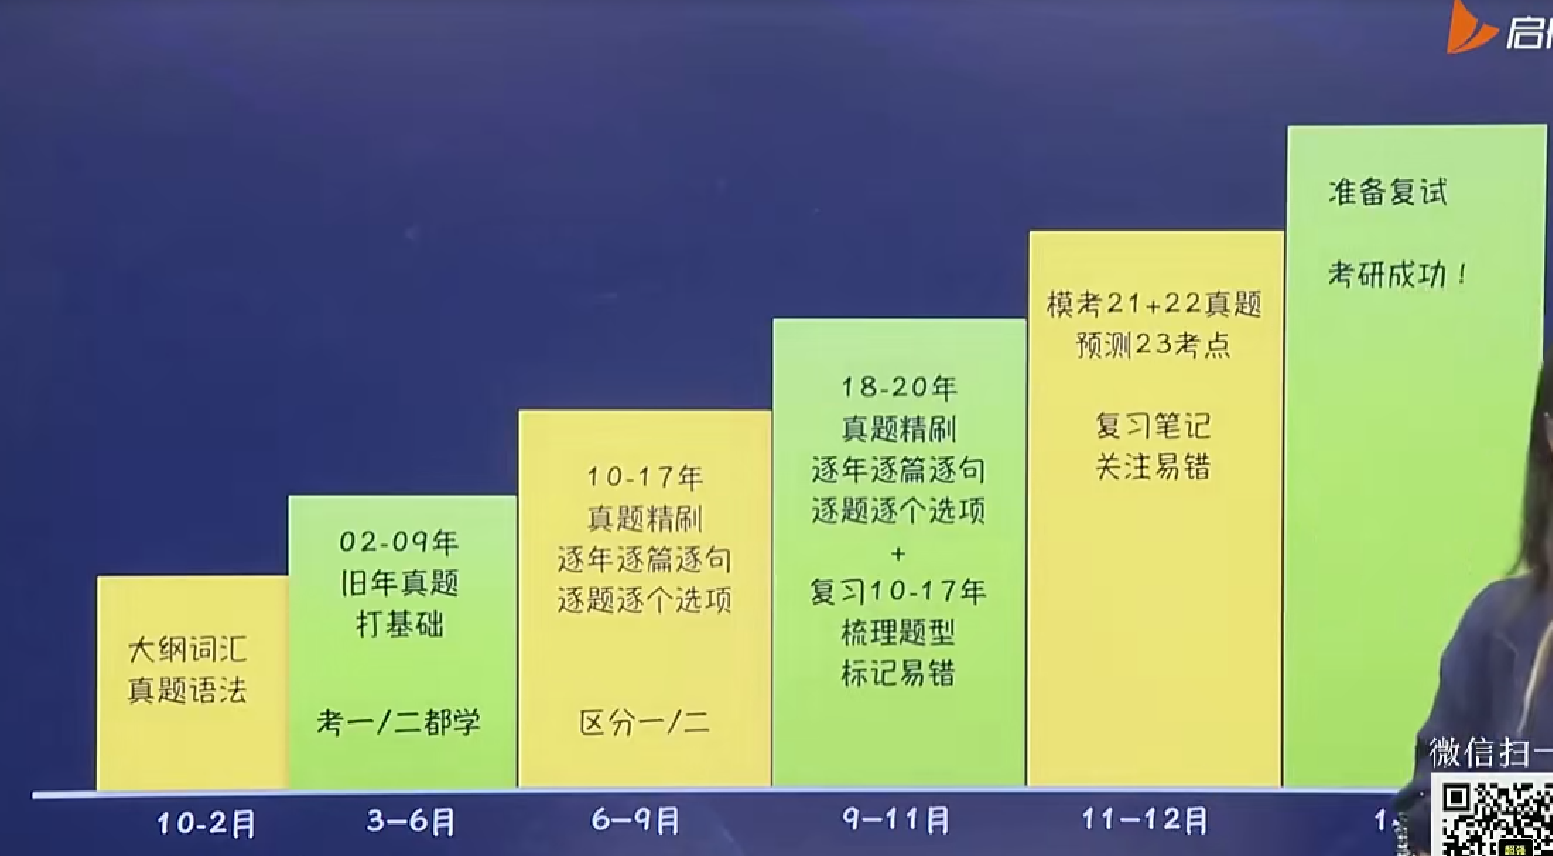 启
准备复试
考研成功！
模考21+22真题
预测23考点
复习笔记
关注易错
18-20年
真题精刷
逐年逐篇逐句
逐题逐个选项
+
复习10-17年
梳理题型
标记易错
10-17年
真题精刷
逐年逐篇逐句
逐题逐个选项
区分一/二
02-09年
旧年真题
打基础
考一/二都学
大纲词汇
真题语法
10-2月
3-6月
6-9月
9-11月
11-12月
微信扫一